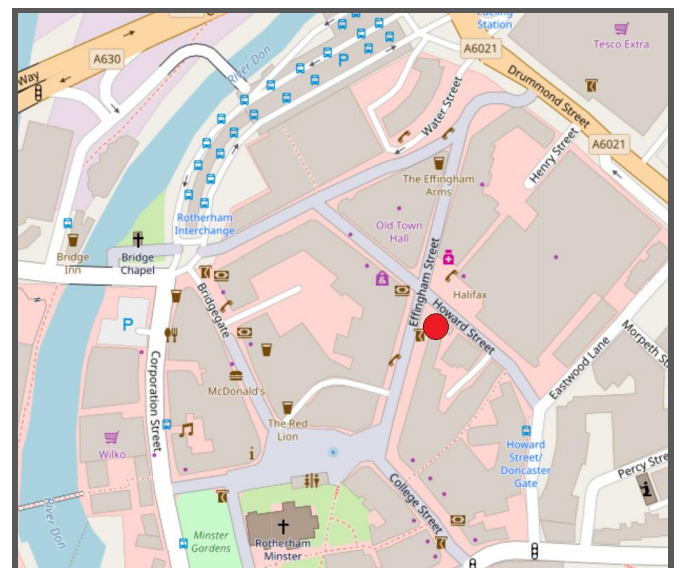 Fueling
Station
Tesco Extra
A6021
A630
Way
River Don
P
Drummond Street
Water Street
A6021
Henry Street
The Effingham
Arms
Rotherham
Interchange
Old Town
Hall
Bridge
Inn
Bridge
Chapel
Effingham Street
Halifax
Bridgegate
Howard Street
P
Morpeth St
Eastwood Lane
Corporation Street
McDonald's
The Red
Lion
Wilko
Howard
Street/
Doncaster
Gate
Percy Stre
College Street
River Don
Minster
Gardens
Rotherham
Minster